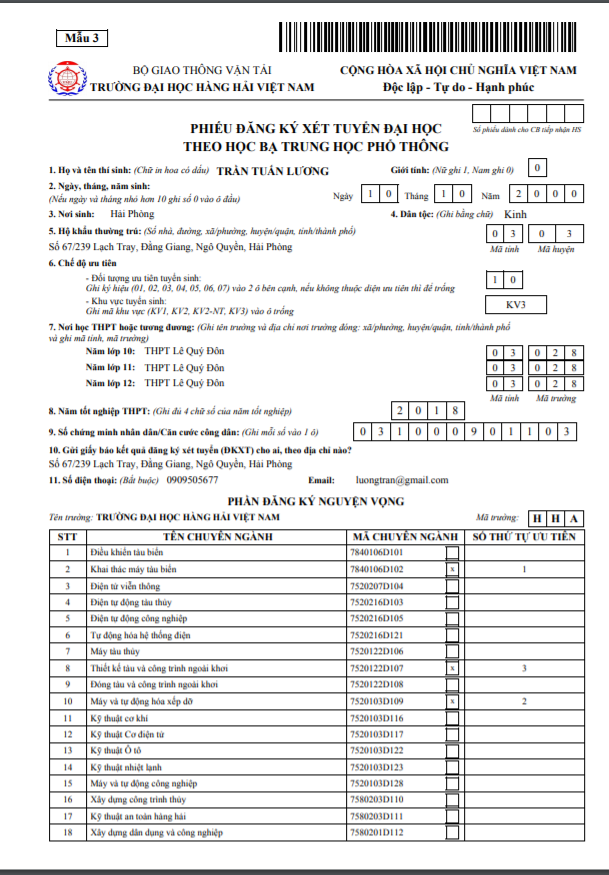 Mẫu 3
BỘ GIAO THÔNG VẬN TẢI
TRƯỜNG ĐẠI HỌC HÀNG HẢI VIỆT NAM
CỘNG HÒA XÃ HỘI CHỦ NGHĨA VIỆT NAM
Độc lập - Tự do - Hạnh phúc
Số phiếu dành cho CB tiếp nhận HS
PHIẾU ĐĂNG KÝ XÉT TUYỂN ĐẠI HỌC
THEO HỌC BẠ TRUNG HỌC PHỔ THÔNG
1. Họ và tên thí sinh: (Chữ in hoa có dấu) TRẦN TUẤN LƯƠNG Giới tính: (Nữ ghi 1, Nam ghi 0) 0
2. Ngày, tháng, năm sinh:
(Nếu ngày và tháng nhỏ hơn 10 ghi số 0 vào ô đầu) Ngày 1 0 Tháng 1 0 Năm 2 0 0 0
3. Nơi sinh: Hải Phòng 4. Dân tộc: (Ghi bằng chữ) Kinh
5. Hộ khẩu thường trú: (Số nhà, đường, xã/phường, huyện/quận, tỉnh/thành phố) 0 3 0 3
Số 67/239 Lạch Tray, Đằng Giang, Ngô Quyền, Hải Phòng Mã tỉnh Mã huyện
6. Chế độ ưu tiên
- Đối tượng ưu tiên tuyển sinh:
Ghi ký hiệu (01, 02, 03, 04, 05, 06, 07) vào 2 ô bên cạnh, nếu không thuộc diện ưu tiên thì để trống 1 0
- Khu vực tuyển sinh:
Ghi mã khu vực (KV1, KV2, KV2-NT, KV3) vào ô trống KV3
7. Nơi học THPT hoặc tương đương: (Ghi tên trường và địa chỉ nơi trường đóng: xã/phường, huyện/quận, tỉnh/thành phố
và ghi mã tỉnh, mã trường)
Năm lớp 10: THPT Lê Quý Đôn 0 3 0 2 8
Năm lớp 11: THPT Lê Quý Đôn 0 3 0 2 8
Năm lớp 12: THPT Lê Quý Đôn 0 3 0 2 8
Mã tỉnh Mã trường
8. Năm tốt nghiệp THPT: (Ghi đủ 4 chữ số của năm tốt nghiệp) 2 0 1 8
9. Số chứng minh nhân dân/Căn cước công dân: (Ghi mỗi số vào 1 ô) 0 3 1 0 0 0 9 0 1 1 0 3
10. Gửi giấy báo kết quả đăng ký xét tuyển (ĐKXT) cho ai, theo địa chỉ nào?
Số 67/239 Lạch Tray, Đằng Giang, Ngô Quyền, Hải Phòng
11. Số điện thoại: (Bắt buộc) 0909505677 Email: luongtran@gmail.com
PHẦN ĐĂNG KÝ NGUYỆN VỌNG
Tên trường: TRƯỜNG ĐẠI HỌC HÀNG HẢI VIỆT NAM Mã trường: H H A
STT TÊN CHUYÊN NGÀNH MÃ CHUYÊN NGÀNH SỐ THỨ TỰ ƯU TIÊN
1 Điều khiển tàu biển 7840106D101
2 Khai thác máy tàu biển 7840106D102 x 1
3 Điện tử viễn thông 7520207D104
4 Điện tự động tàu thủy 7520216D103
5 Điện tự động công nghiệp 7520216D105
6 Tự động hóa hệ thống điện 7520216D121
7 Máy tàu thủy 7520122D106
8 Thiết kế tàu và công trình ngoài khơi 7520122D107 x 3
9 Đóng tàu và công trình ngoài khơi 7520122D108
10 Máy và tự động hóa xếp dỡ 7520103D109 x 2
11 Kỹ thuật cơ khí 7520103D116
12 Kỹ thuật Cơ điện tử 7520103D117
13 Kỹ thuật Ô tô 7520103D122
14 Kỹ thuật nhiệt lạnh 7520103D123
15 Máy và tự động công nghiệp 7520103D128
16 Xây dựng công trình thủy 7580203D110
17 Kỹ thuật an toàn hàng hải 7580203D111
18 Xây dựng dân dụng và công nghiệp 7580201D112